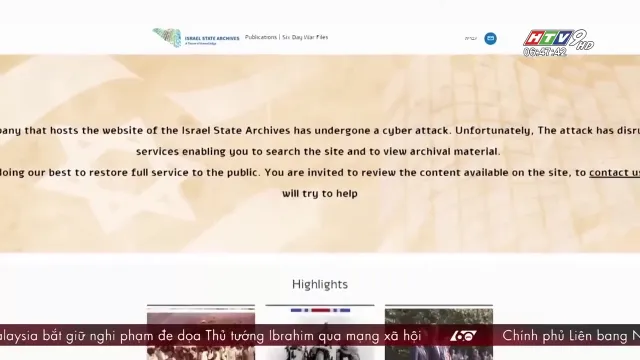 ISRAEL STATE ARCHIVES
Publications | Six Day War Files
עברית
HTV9 HD
06:47:42
pany that hosts the website of the Israel State Archives has undergone a cyber attack. Unfortunately, The attack has disru
services enabling you to search the site and to view archival material.
doing our best to restore full service to the public. You are invited to review the content available on the site, to contact us
will try to help
Highlights
alaysia bắt giữ nghi phạm đe dọa Thủ tướng Ibrahim qua mạng xã hội
60
Chính phủ Liên bang N